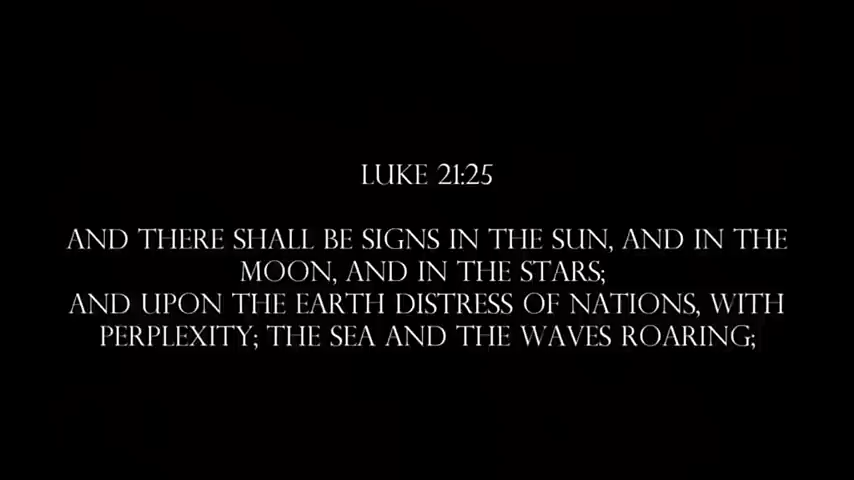 LUKE 21:25
AND THERE SHALL BE SIGNS IN THE SUN, AND IN THE
MOON, AND IN THE STARS;
AND UPON THE EARTH DISTRESS OF NATIONS, WITH
PERPLEXITY; THE SEA AND THE WAVES ROARING;